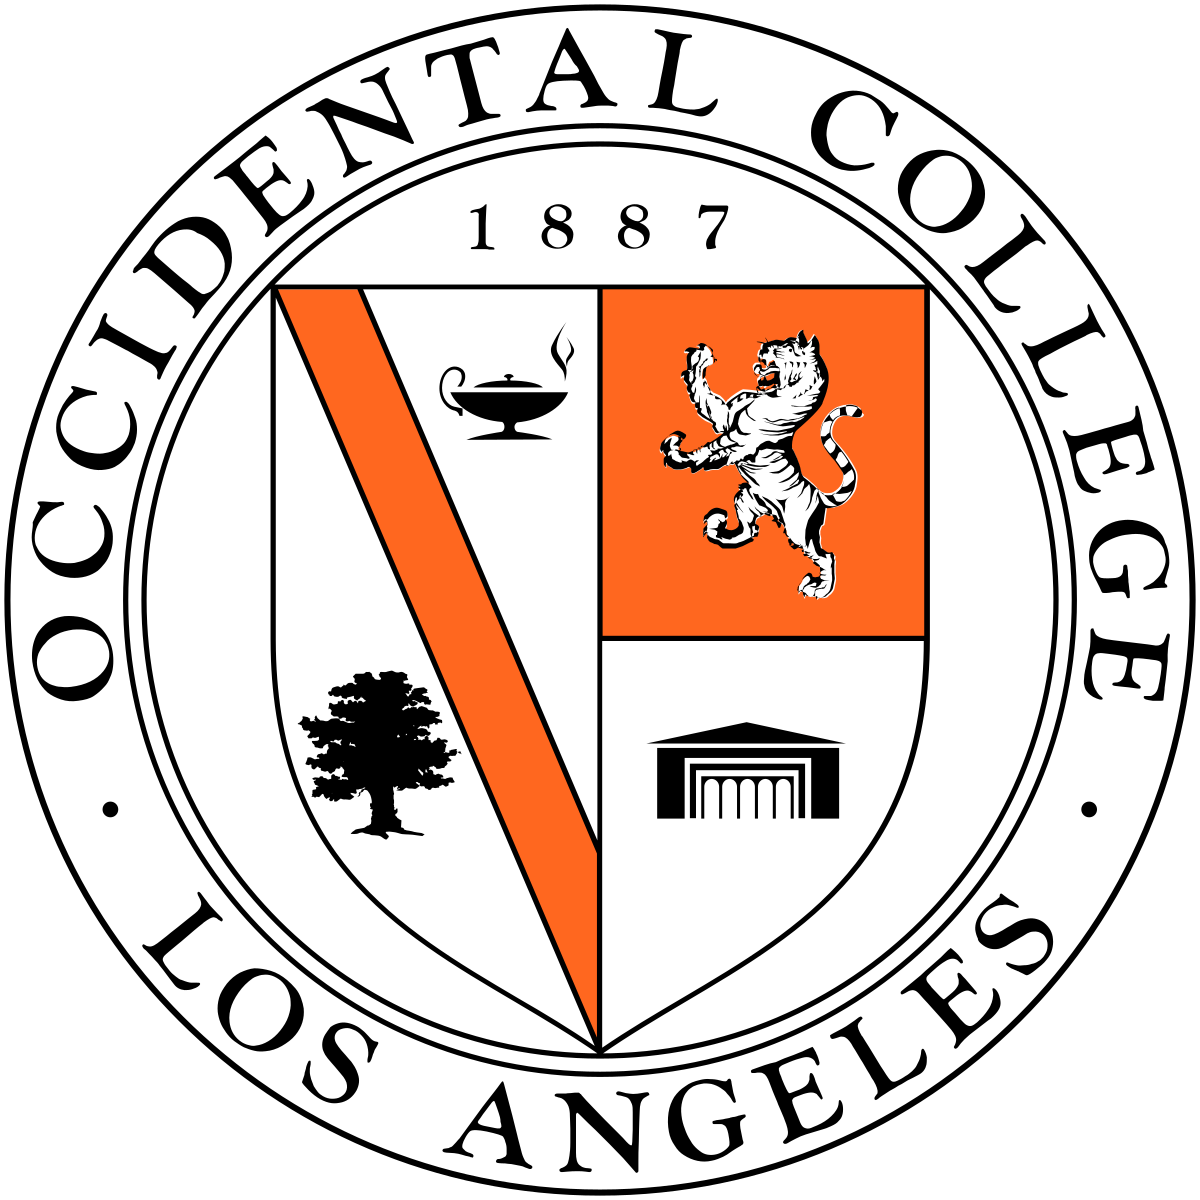 OCCIDENTAL COLLEGE
1887
· LOS ANGELES ·